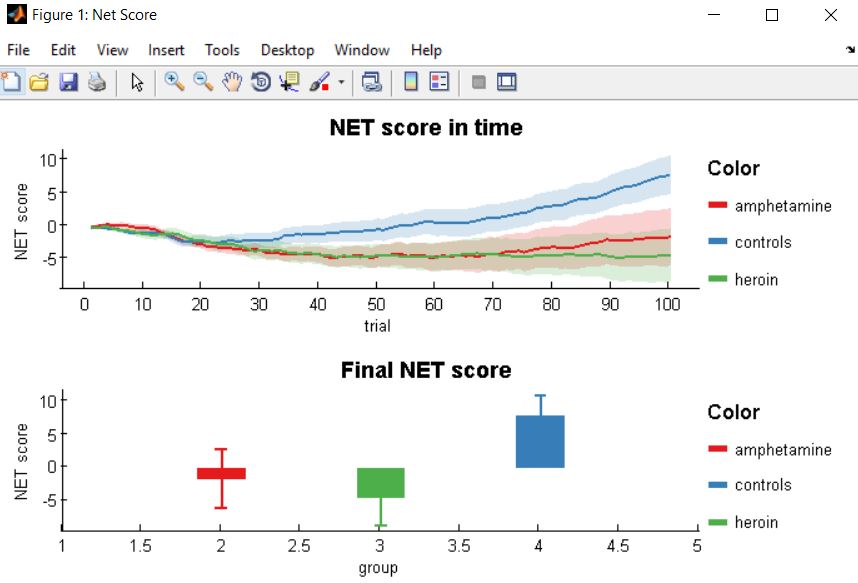 Figure 1: Net Score
File Edit View Insert Tools Desktop Window Help
NET score in time
NET score
10
5
0
-5
0 10 20 30 40 50 60 70 80 90 100
trial
Color
amphetamine
controls
heroin
Final NET score
NET score
10
5
0
-5
1 1.5 2 2.5 3 3.5 4 4.5 5
group
Color
amphetamine
controls
heroin